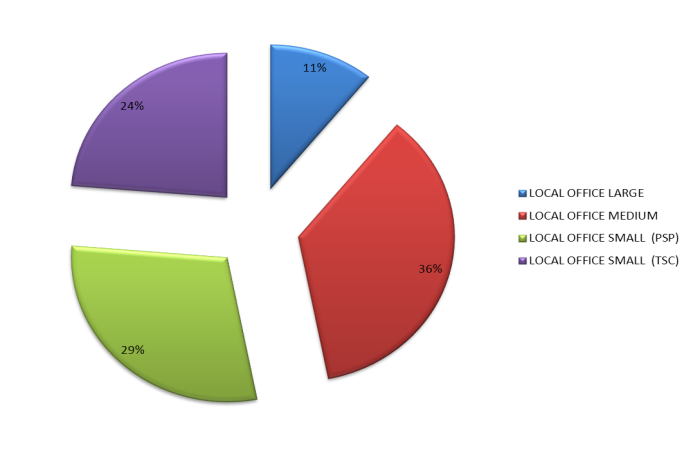 11%
24%
36%
29%
LOCAL OFFICE LARGE
LOCAL OFFICE MEDIUM
LOCAL OFFICE SMALL  (PSP)
LOCAL OFFICE SMALL  (TSC)